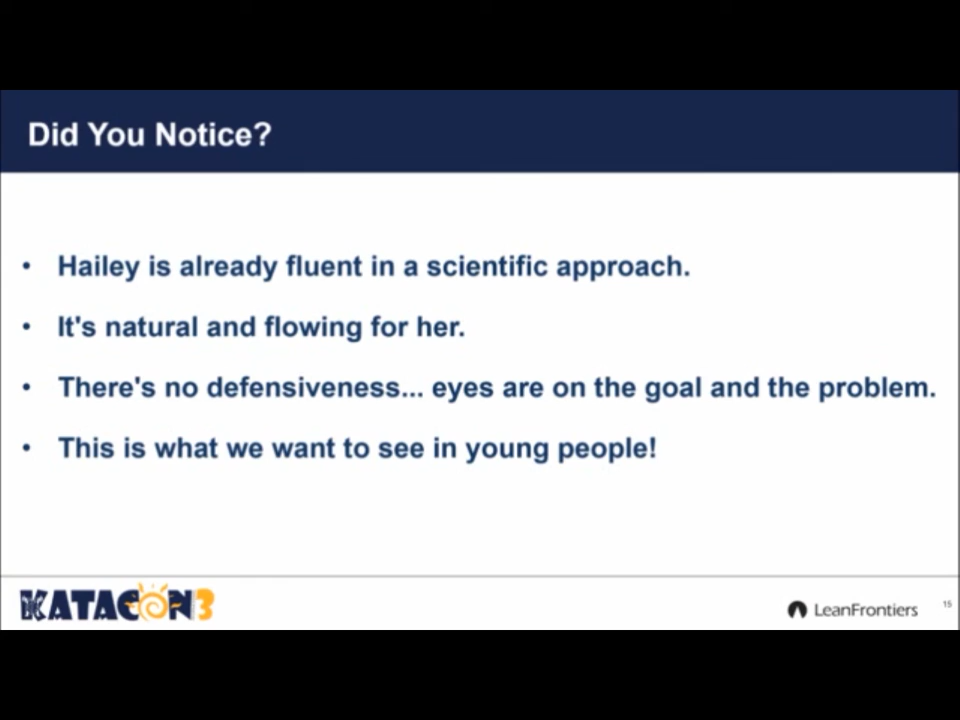 Did You Notice?
• Hailey is already fluent in a scientific approach.
• It's natural and flowing for her.
• There's no defensiveness... eyes are on the goal and the problem.
• This is what we want to see in young people!
KATACON3
LeanFrontiers
15